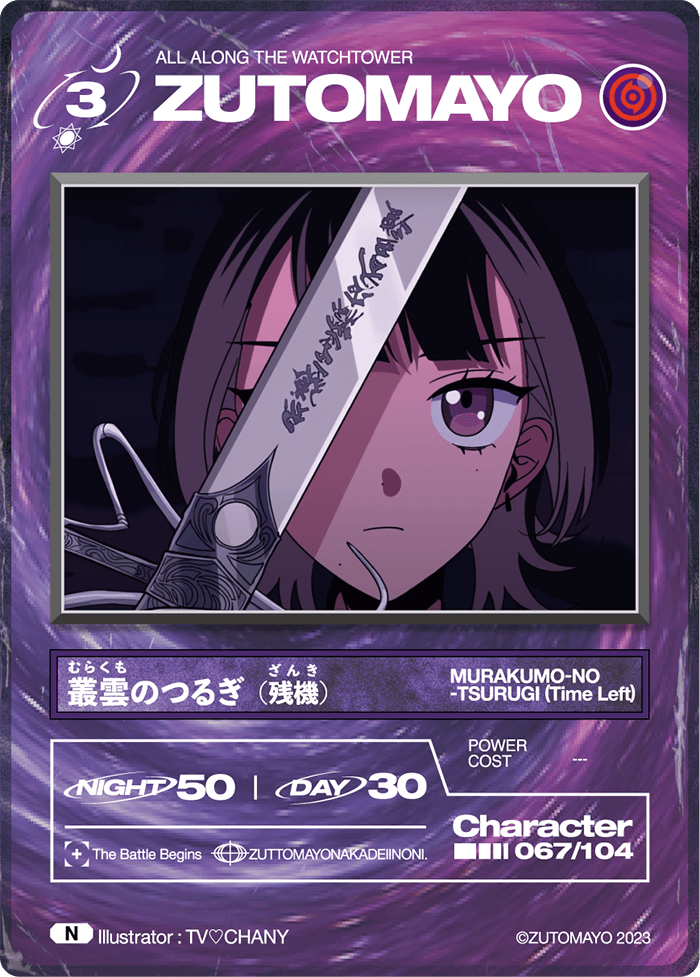 ALL ALONG THE WATCHTOWER
3 ZUTOMAYO
むらくも ざんき
叢雲のつるぎ（残機）
MURAKUMO-NO
-TSURUGI (Time Left)
POWER
COST ---
NIGHT 50 | DAY 30
Character
067/104
The Battle Begins ZUTTOMAYONAKADEIINONI.
N Illustrator : TV♡CHANY
©ZUTOMAYO 2023